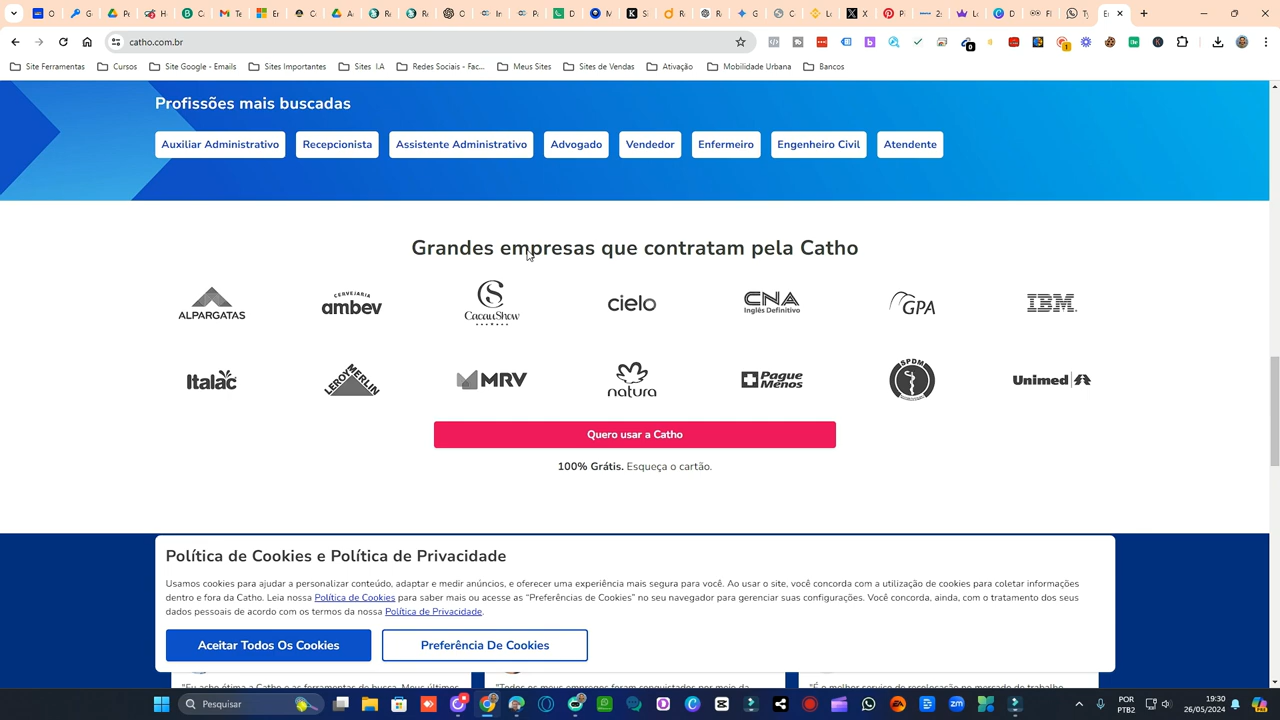 catho.com.br
Site Ferramentas
Cursos
Site Google - Emails
Sites Importantes
Sites I.A
Redes Sociais - Fac...
Meus Sites
Sites de Vendas
Ativação
Mobilidade Urbana
Bancos
Profissões mais buscadas
Auxiliar Administrativo
Recepcionista
Assistente Administrativo
Advogado
Vendedor
Enfermeiro
Engenheiro Civil
Atendente
Grandes empresas que contratam pela Catho
ALPARGATAS
CERVEJARIA
ambev
CacauShow
cielo
CNA
Inglês Definitivo
GPA
IBM
Italac
LEROY MERLIN
MRV
natura
Pague Menos
SPDM
Unimed
Quero usar a Catho
100% Grátis. Esqueça o cartão.
Política de Cookies e Política de Privacidade
Usamos cookies para ajudar a personalizar conteúdo, adaptar e medir anúncios, e oferecer uma experiência mais segura para você. Ao usar o site, você concorda com a utilização de cookies para coletar informações
dentro e fora da Catho. Leia nossa Política de Cookies para saber mais ou acesse as “Preferências de Cookies” no seu navegador para gerenciar suas configurações. Você concorda, ainda, com o tratamento dos seus
dados pessoais de acordo com os termos da nossa Política de Privacidade.
Aceitar Todos Os Cookies
Preferência De Cookies
Pesquisar
POR
PTB2
19:30
26/05/2024